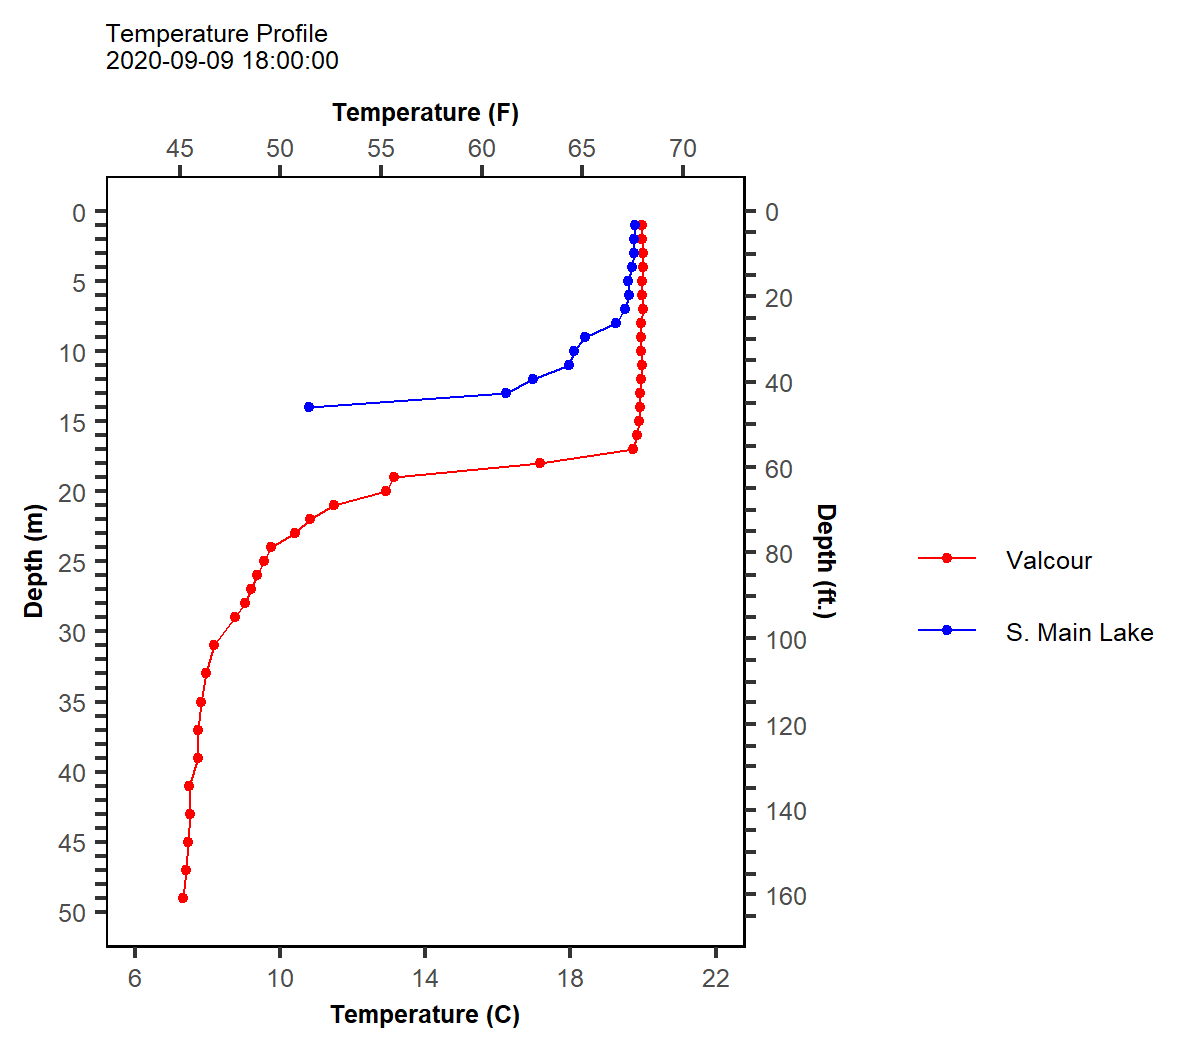 Temperature Profile
2020-09-09 18:00:00
Temperature (F)
45 50 55 60 65 70
0
5
10
15
20
25
30
35
40
45
50
Depth (m)
0
20
40
60
80
100
120
140
160
Depth (ft.)
Valcour
S. Main Lake
6 10 14 18 22
Temperature (C)